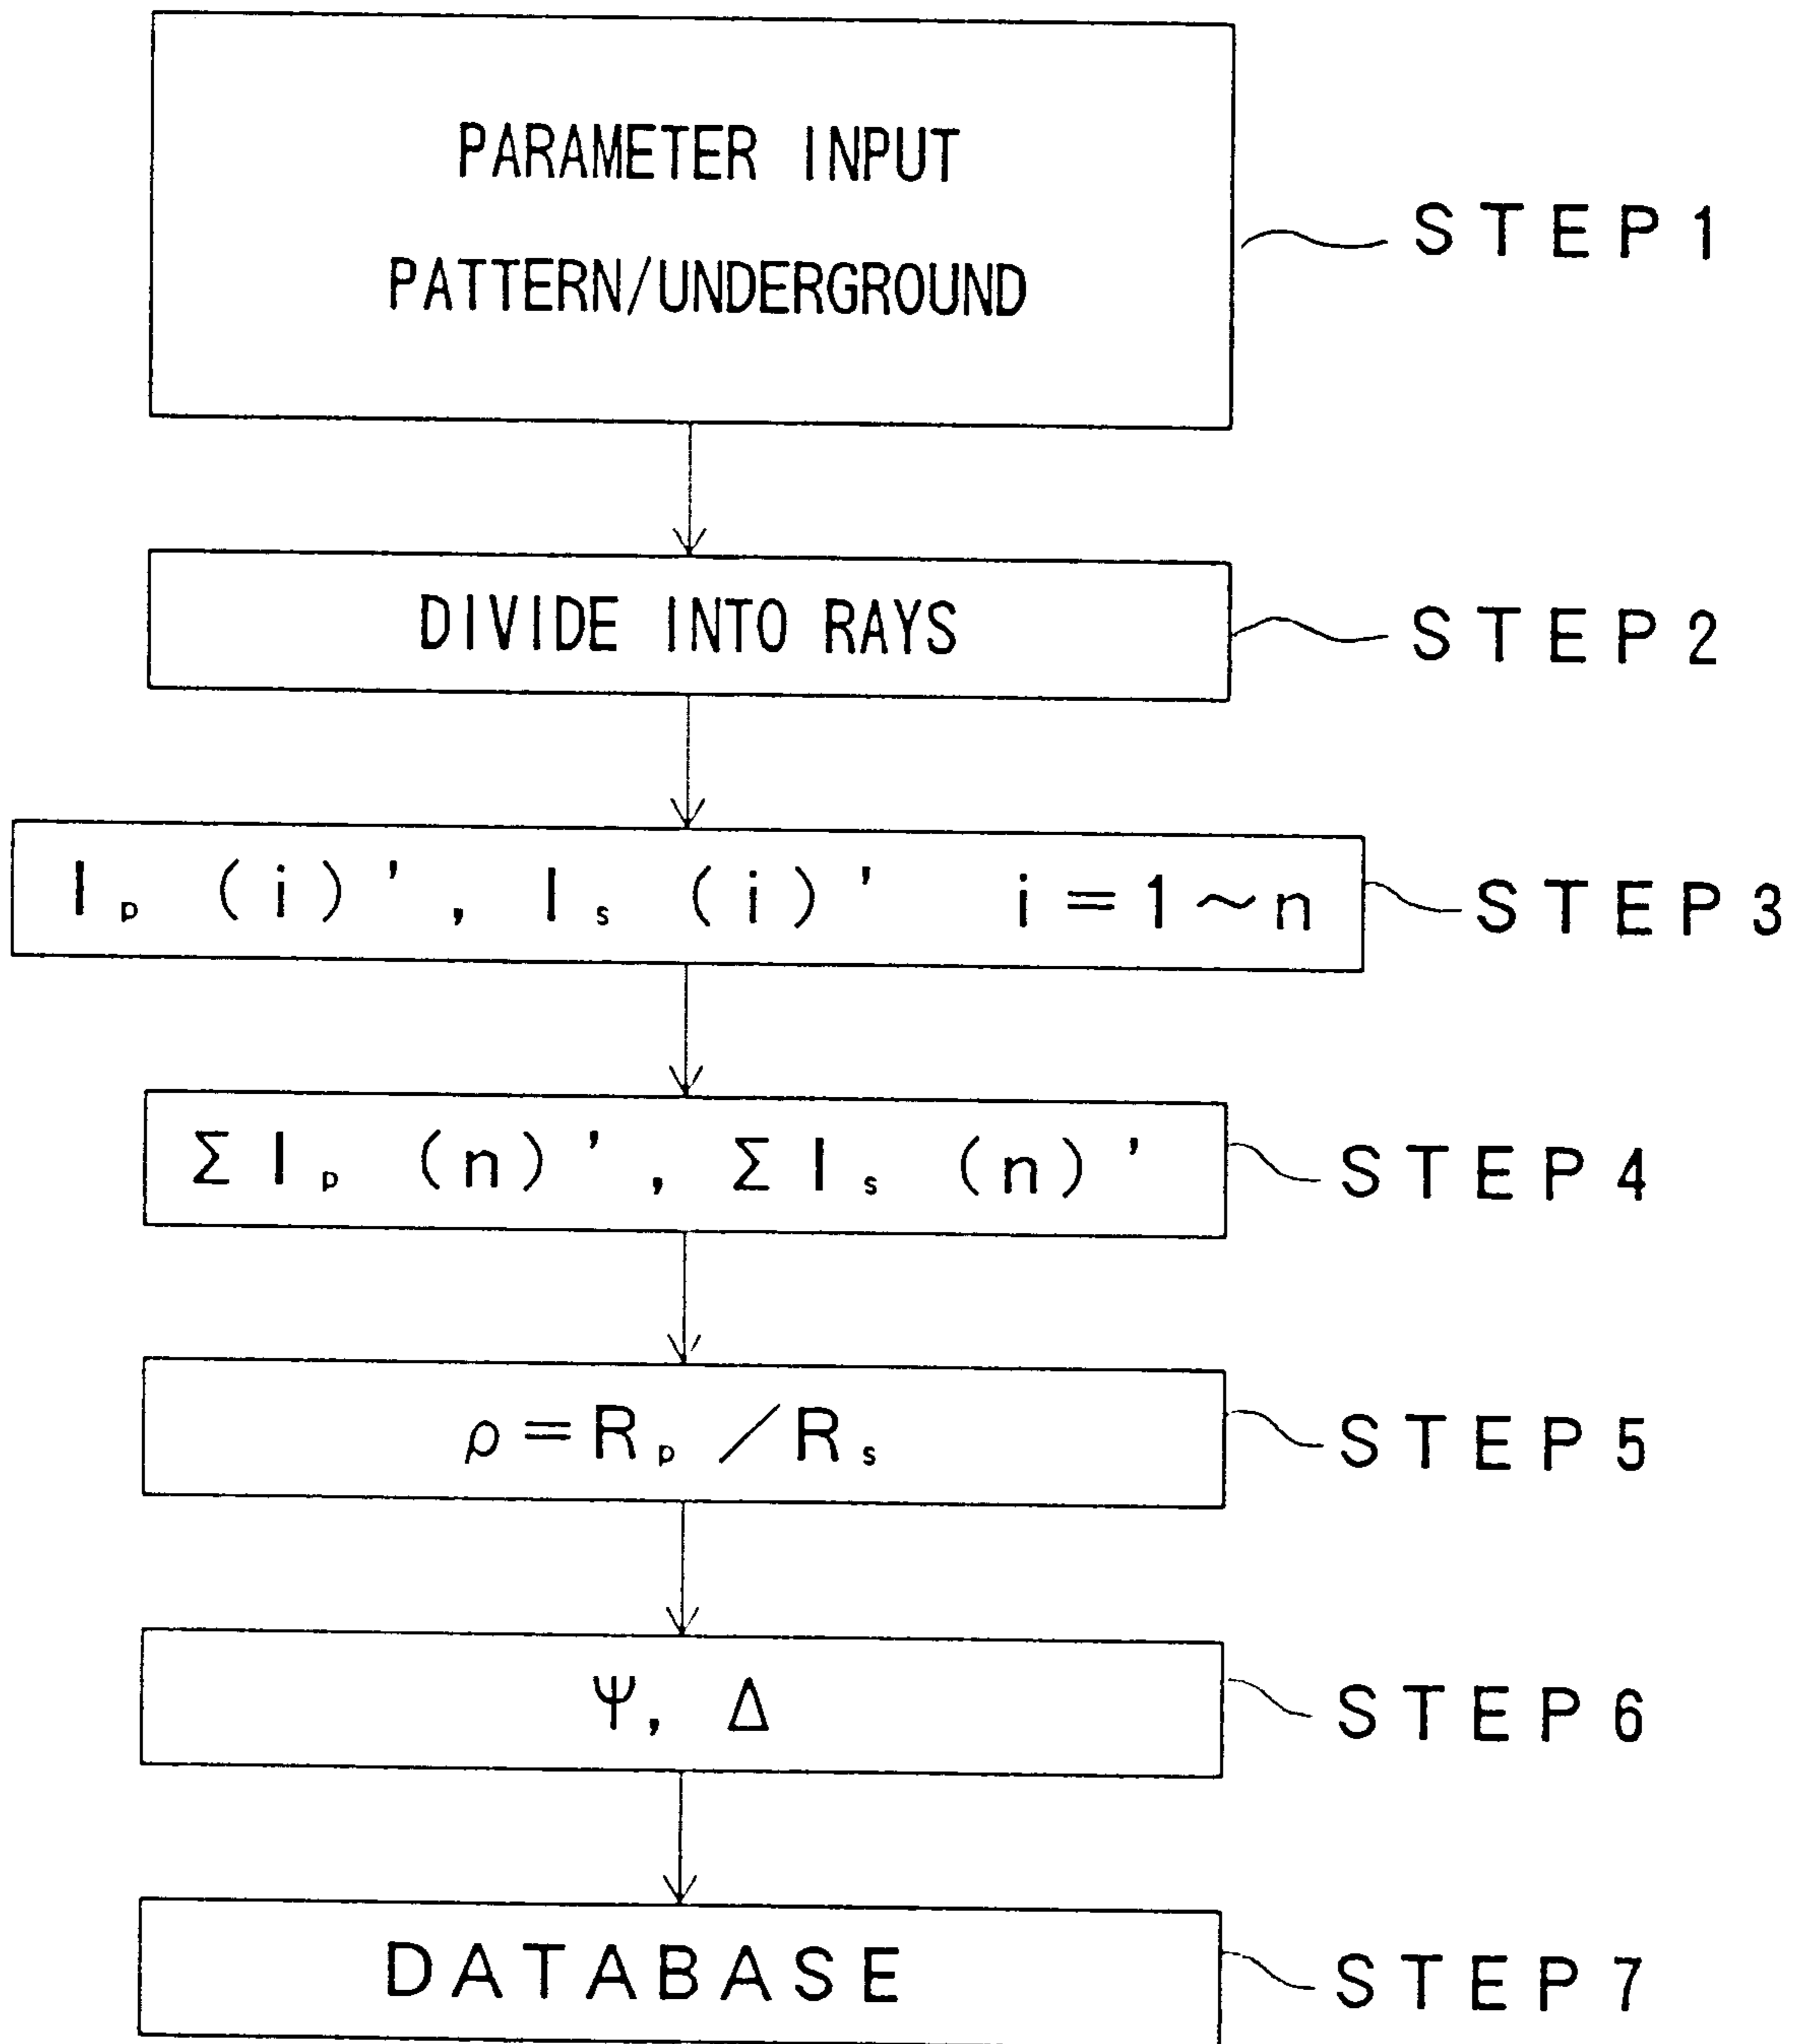 PARAMETER INPUT
PATTERN/UNDERGROUND
STEP1
DIVIDE INTO RAYS
STEP2
Iₚ (i)', Iₛ (i)' i=1~n
STEP3
ΣIₚ (n)', ΣIₛ (n)'
STEP4
ρ=Rₚ/Rₛ
STEP5
Ψ, Δ
STEP6
DATABASE
STEP7